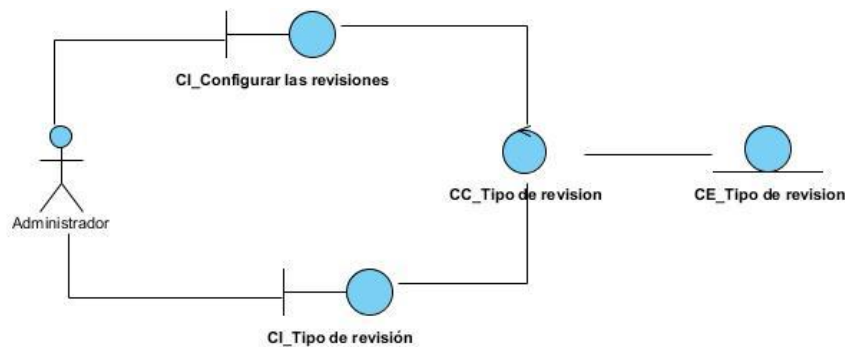 CI_Configurar las revisiones
Administrador
CC_Tipo de revision
CE_Tipo de revision
CI_Tipo de revisión